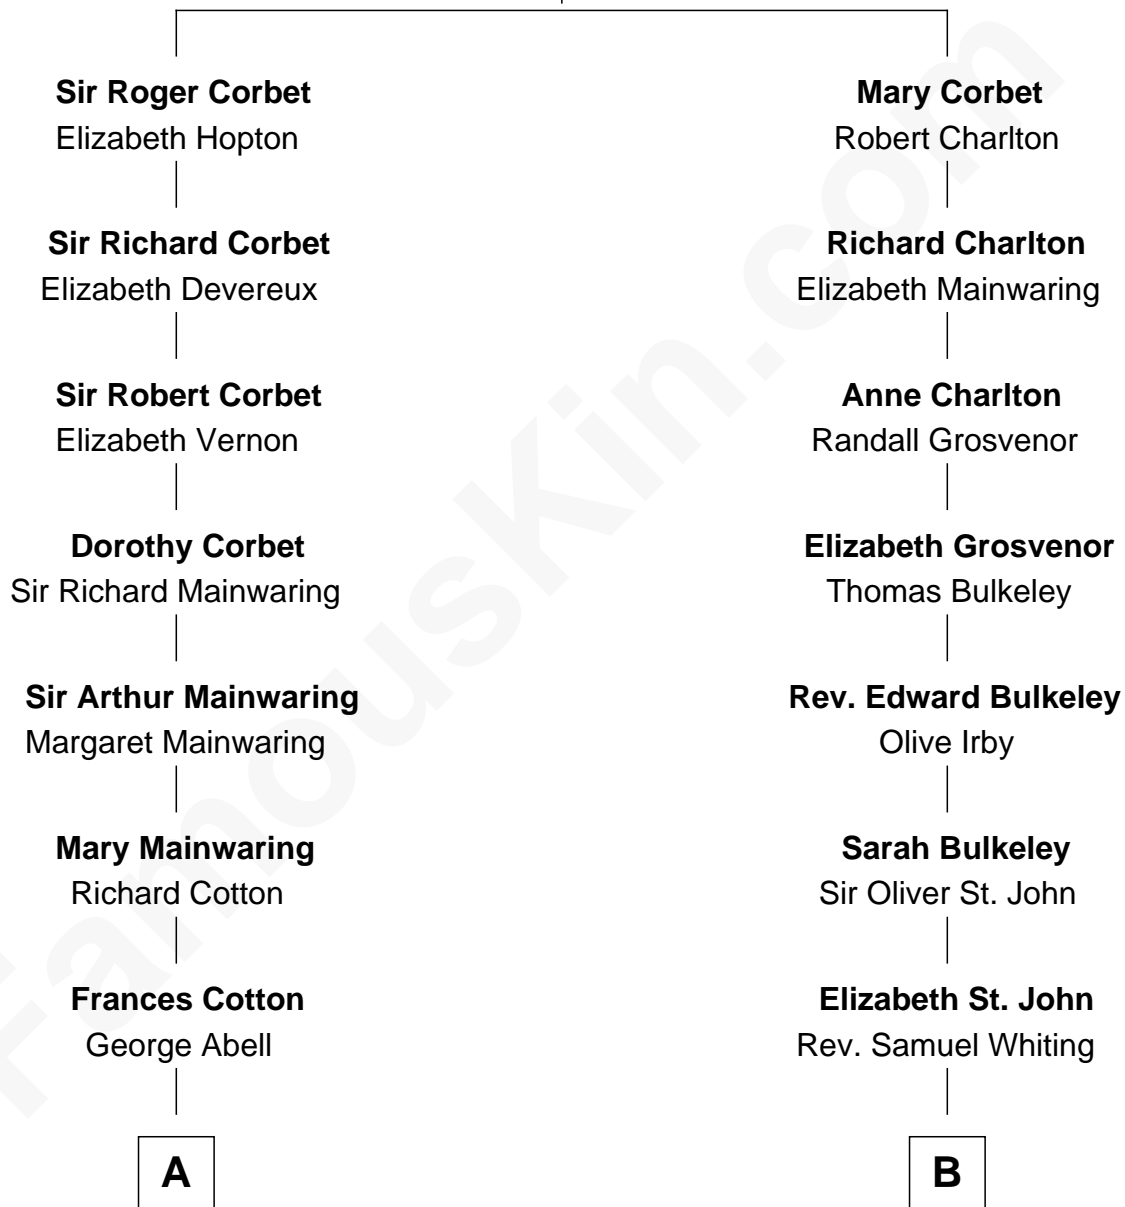 Sir Roger Corbet
Elizabeth Hopton
Sir Richard Corbet
Elizabeth Devereux
Sir Robert Corbet
Elizabeth Vernon
Dorothy Corbet
Sir Richard Mainwaring
Sir Arthur Mainwaring
Margaret Mainwaring
Mary Mainwaring
Richard Cotton
Frances Cotton
George Abell
A
Mary Corbet
Robert Charlton
Richard Charlton
Elizabeth Mainwaring
Anne Charlton
Randall Grosvenor
Elizabeth Grosvenor
Thomas Bulkeley
Rev. Edward Bulkeley
Olive Irby
Sarah Bulkeley
Sir Oliver St. John
Elizabeth St. John
Rev. Samuel Whiting
B
FamousKin.com